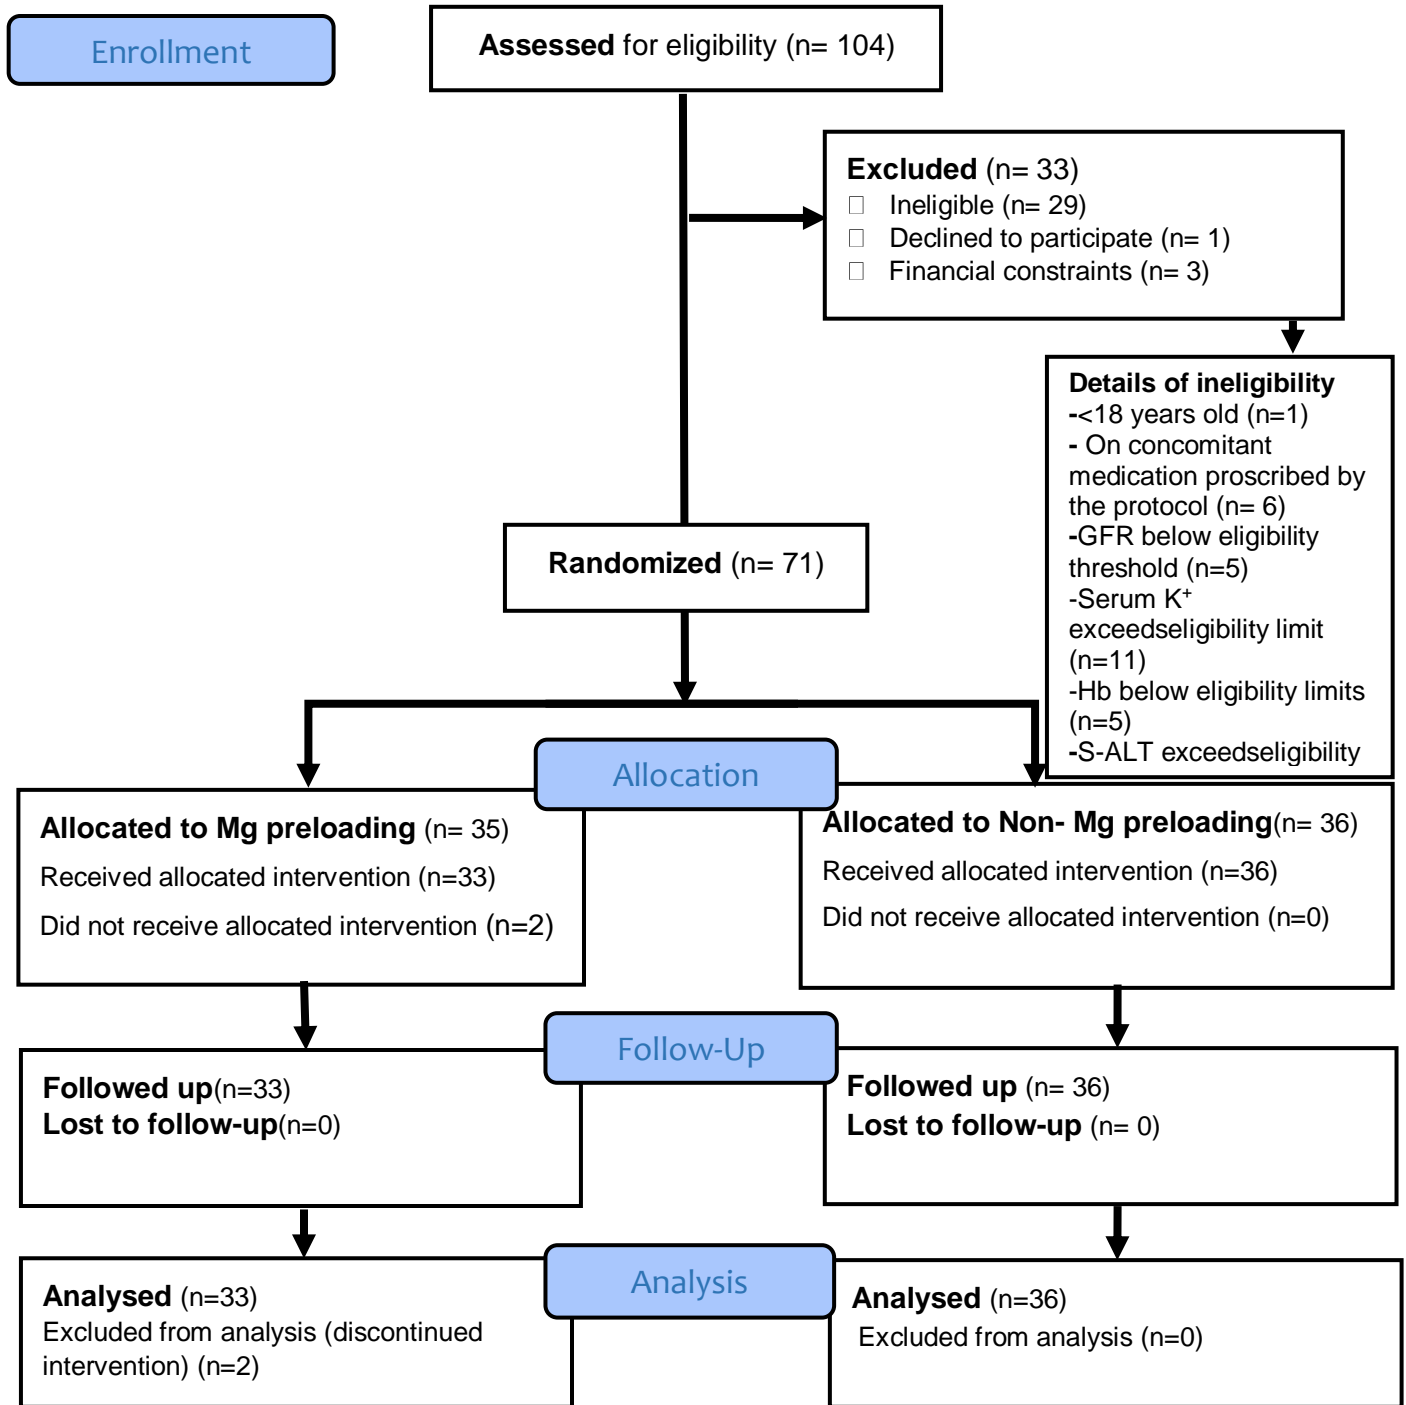 Enrollment
Assessed for eligibility (n= 104)
Excluded (n= 33)
Ineligible (n= 29)
Declined to participate (n= 1)
Financial constraints (n= 3)
Details of ineligibility
-<18 years old (n=1)
- On concomitant
medication proscribed by
the protocol (n= 6)
-GFR below eligibility
threshold (n=5)
-Serum K⁺
exceedseligibility limit
(n=11)
-Hb below eligibility limits
(n=5)
-S-ALT exceedseligibility
Randomized (n= 71)
Allocation
Allocated to Mg preloading (n= 35)
Received allocated intervention (n=33)
Did not receive allocated intervention (n=2)
Allocated to Non- Mg preloading(n= 36)
Received allocated intervention (n=36)
Did not receive allocated intervention (n=0)
Follow-Up
Followed up(n=33)
Lost to follow-up(n=0)
Followed up (n= 36)
Lost to follow-up (n= 0)
Analysis
Analysed (n=33)
Excluded from analysis (discontinued
intervention) (n=2)
Analysed (n=36)
Excluded from analysis (n=0)